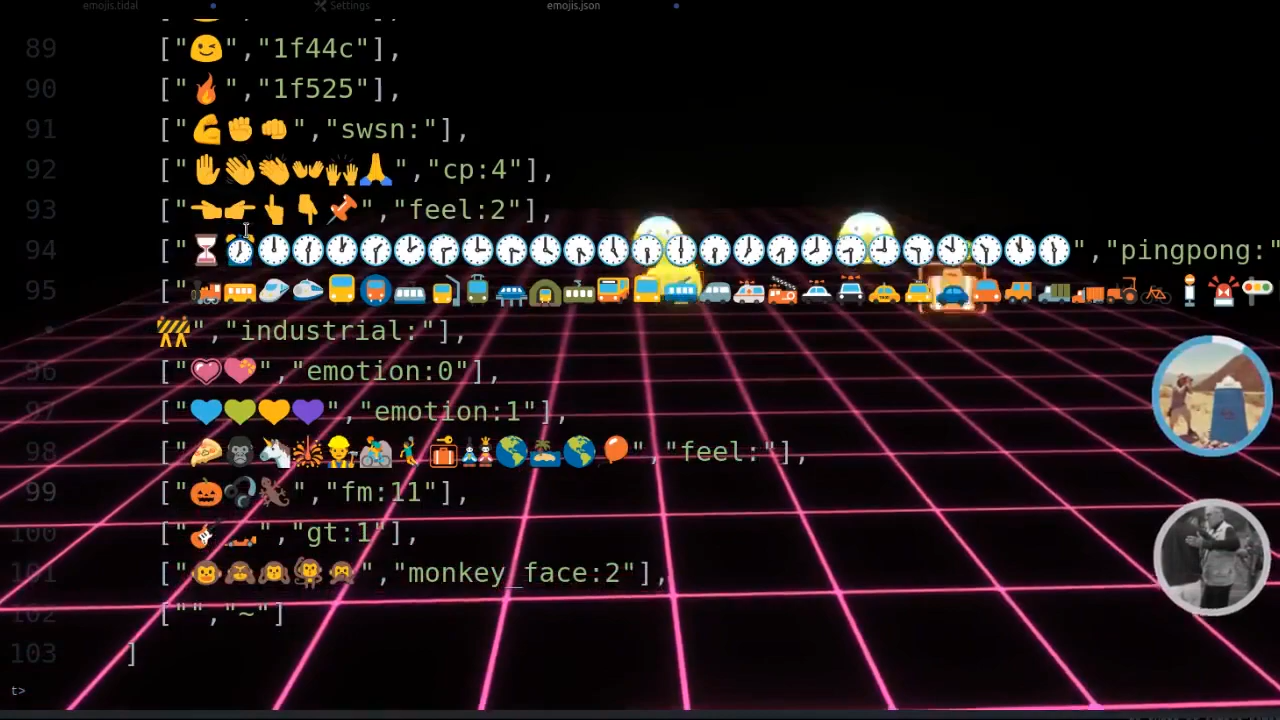 emojis.tidal Settings emojis.json
89 ["😉","1f44c"],
90 ["🔥","1f525"],
91 ["💪✊👊","swsn:"],
92 ["✋👋👏👐🙌🙏","cp:4"],
93 ["👈👉👆👇📌","feel:2"],
94 ["⏳⏰🕛🕧🕐🕜🕑🕝🕒🕞🕓🕟🕔🕠🕕🕡🕖🕢🕗🕣🕘🕤🕙🕥🕚🕦","pingpong:"
95 ["🚂🚃🚄🚅🚆🚇🚈🚉🚊🚝🚞🚋🚌🚍🚎🚐🚑🚒🚓🚔🚕🚖🚗🚘🚙🚚🚛🚜🚲🚏🚨🚥
🚧","industrial:"],
96 ["💗💝","emotion:0"],
97 ["💙💚💛💜","emotion:1"],
98 ["🍕🦍🦄🎆👷🚵🤾🛅🎎🌎🏝🌎🎈","feel:"],
99 ["🎃🎧🦎","fm:11"],
100 ["🎸🏎","gt:1"],
101 ["🐵🙈🙉🐒🙊","monkey_face:2"],
102 ["","~"]
103 ]
t>